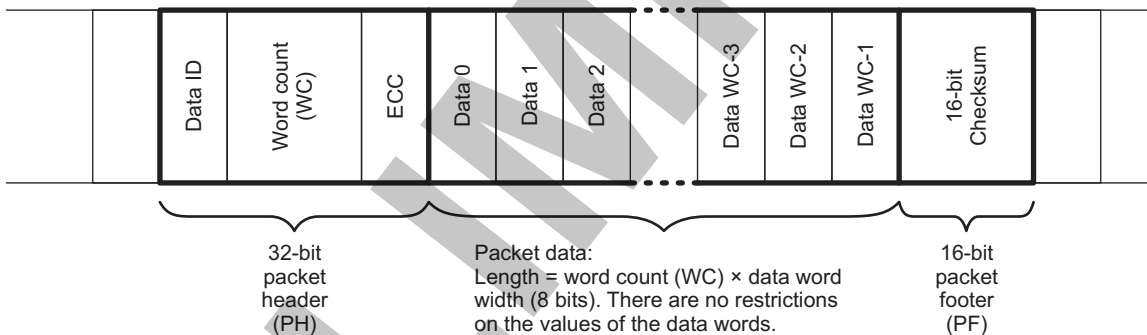 Data ID
Word count
(WC)
ECC
Data 0
Data 1
Data 2
Data WC-3
Data WC-2
Data WC-1
16-bit
Checksum
32-bit
packet
header
(PH)
Packet data:
Length = word count (WC) × data word
width (8 bits). There are no restrictions
on the values of the data words.
16-bit
packet
footer
(PF)